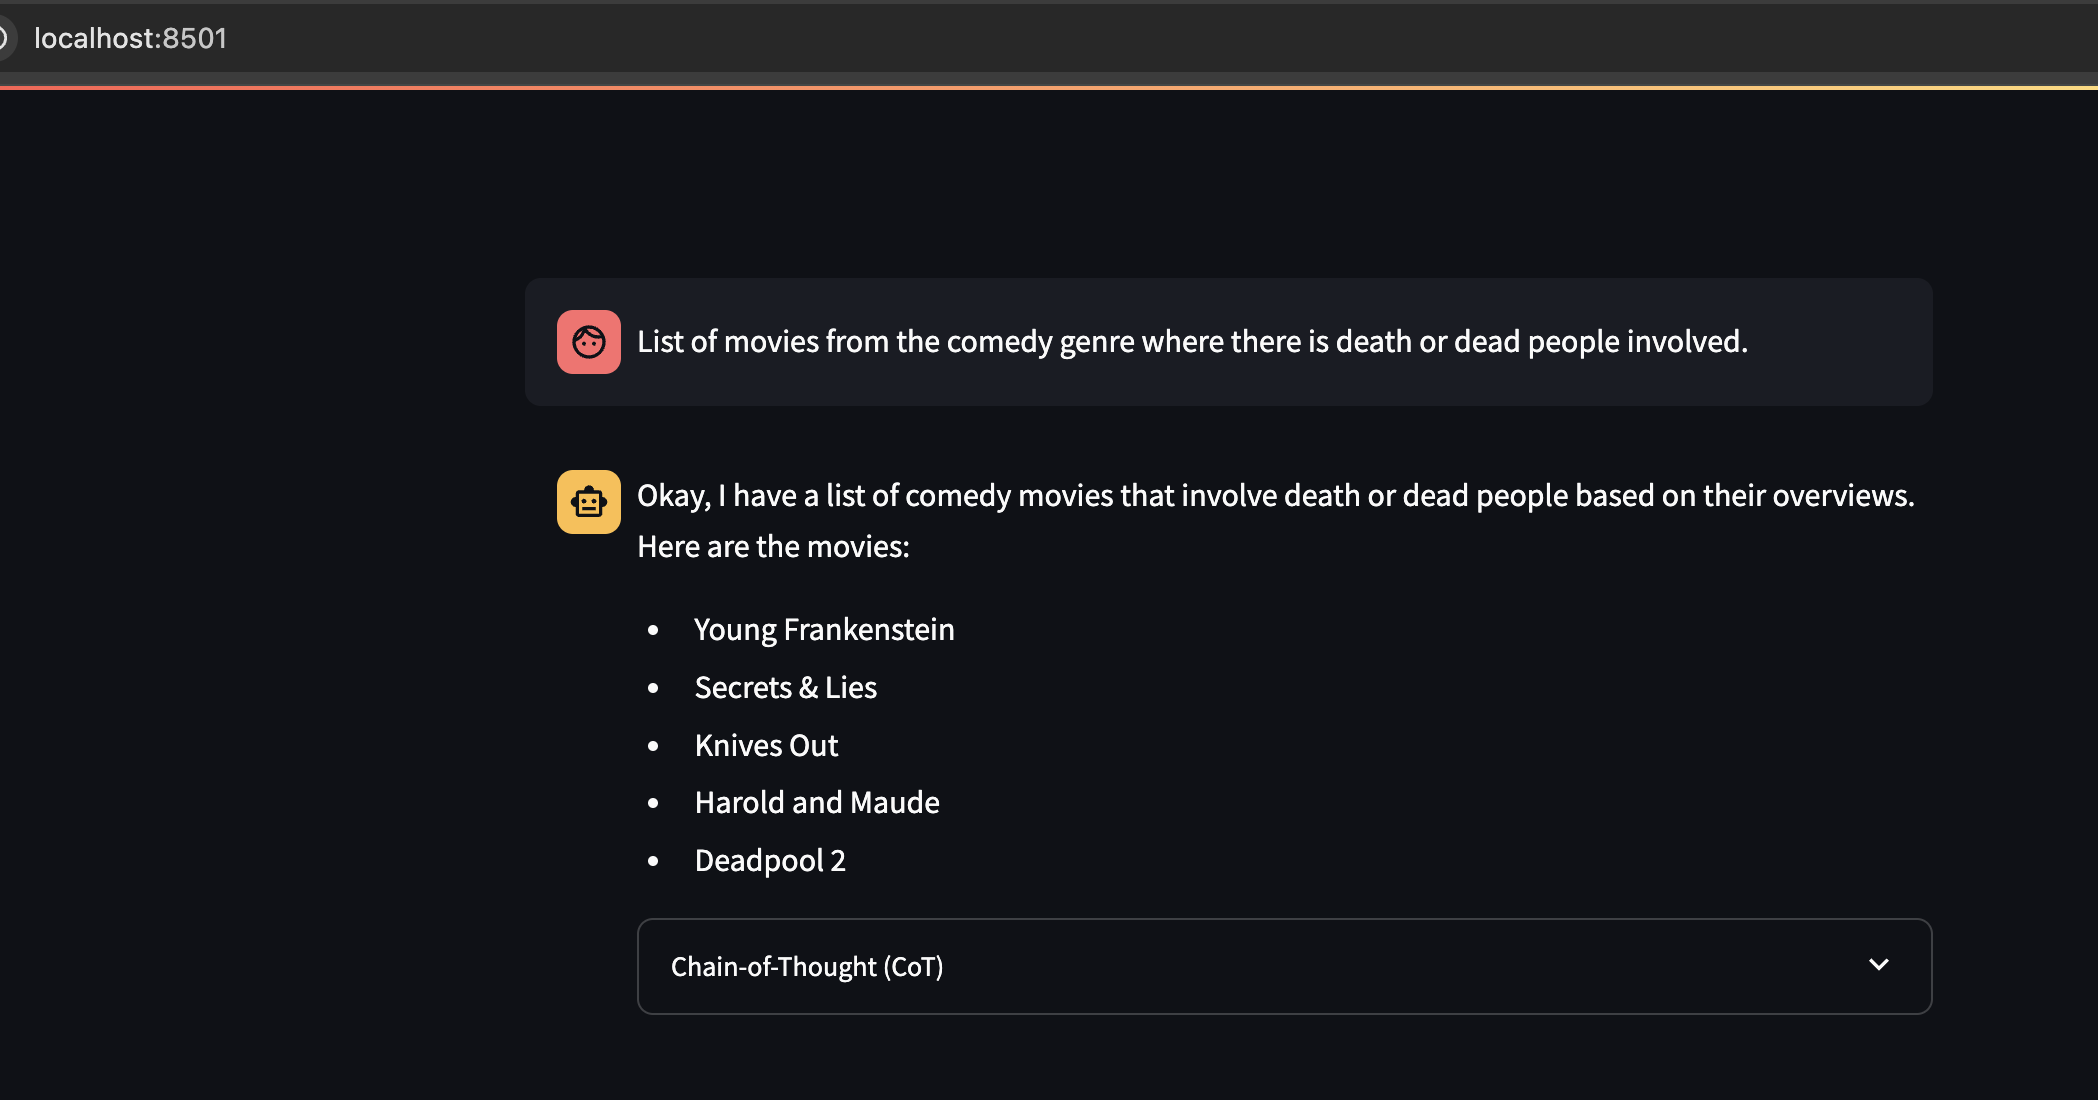 localhost:8501
List of movies from the comedy genre where there is death or dead people involved.
Okay, I have a list of comedy movies that involve death or dead people based on their overviews.
Here are the movies:
• Young Frankenstein
• Secrets & Lies
• Knives Out
• Harold and Maude
• Deadpool 2
Chain-of-Thought (CoT)